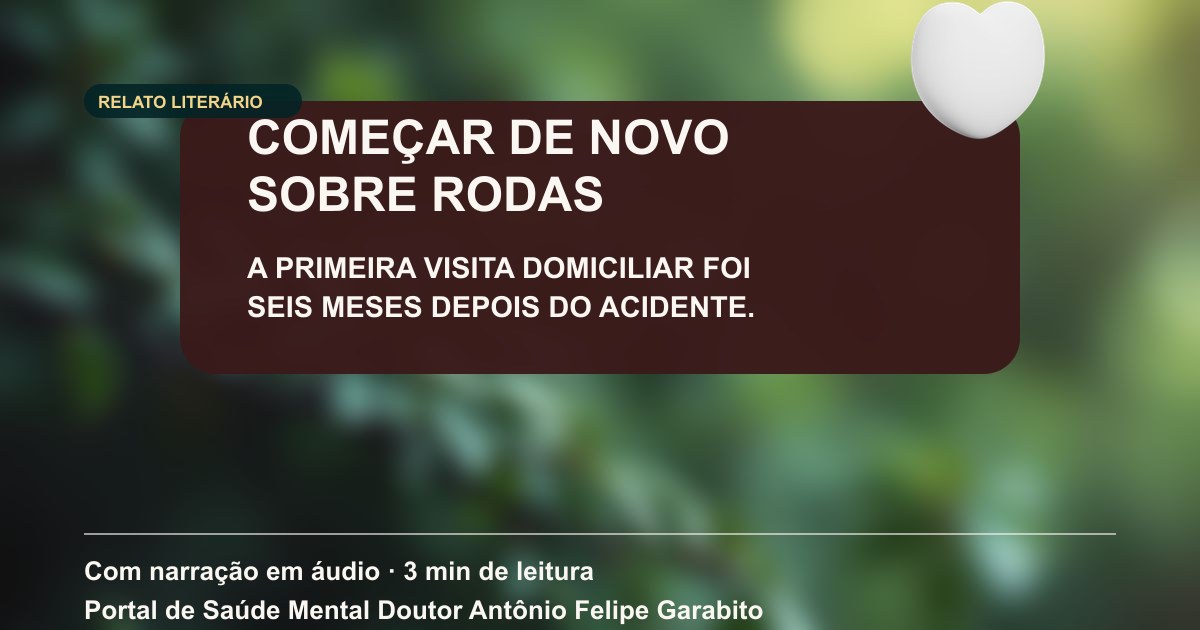 RELATO LITERÁRIO
COMEÇAR DE NOVO
SOBRE RODAS
A PRIMEIRA VISITA DOMICILIAR FOI
SEIS MESES DEPOIS DO ACIDENTE.
Com narração em áudio · 3 min de leitura
Portal de Saúde Mental Doutor Antônio Felipe Garabito